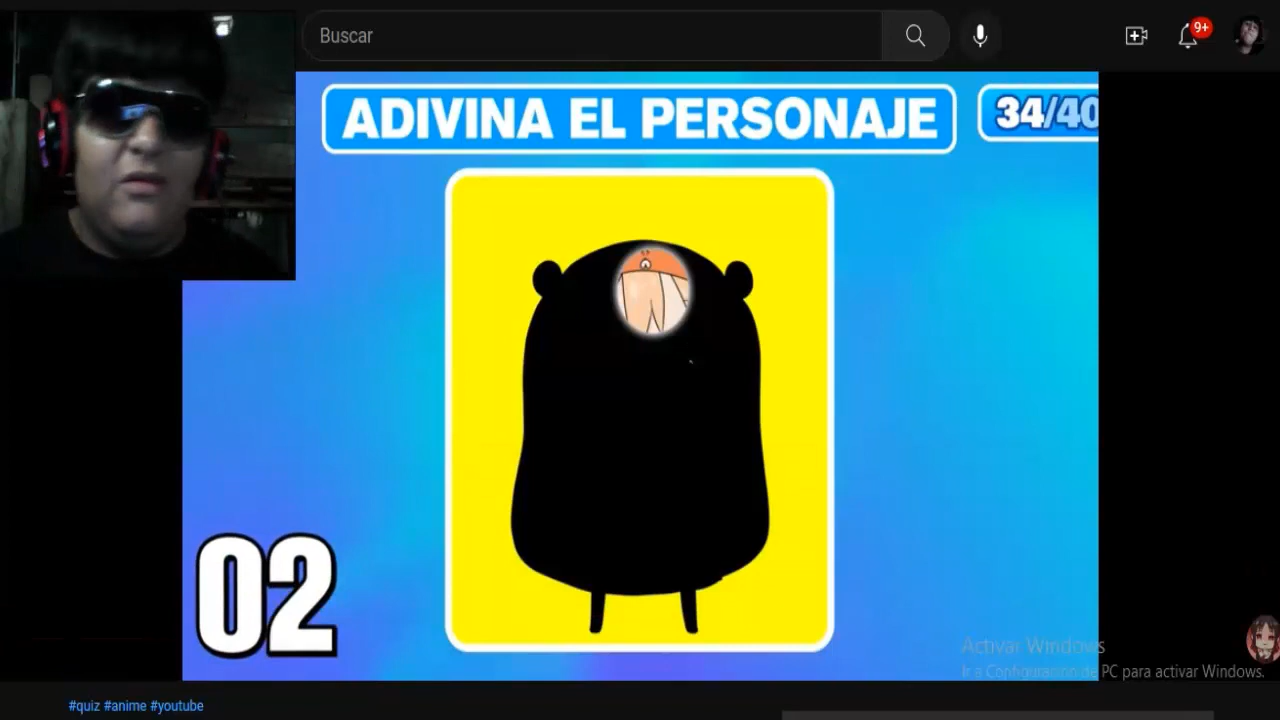 Buscar
9+
ADIVINA EL PERSONAJE
34/40
02
Activar Windows
Ir a Configuración de PC para activar Windows.
#quiz #anime #youtube